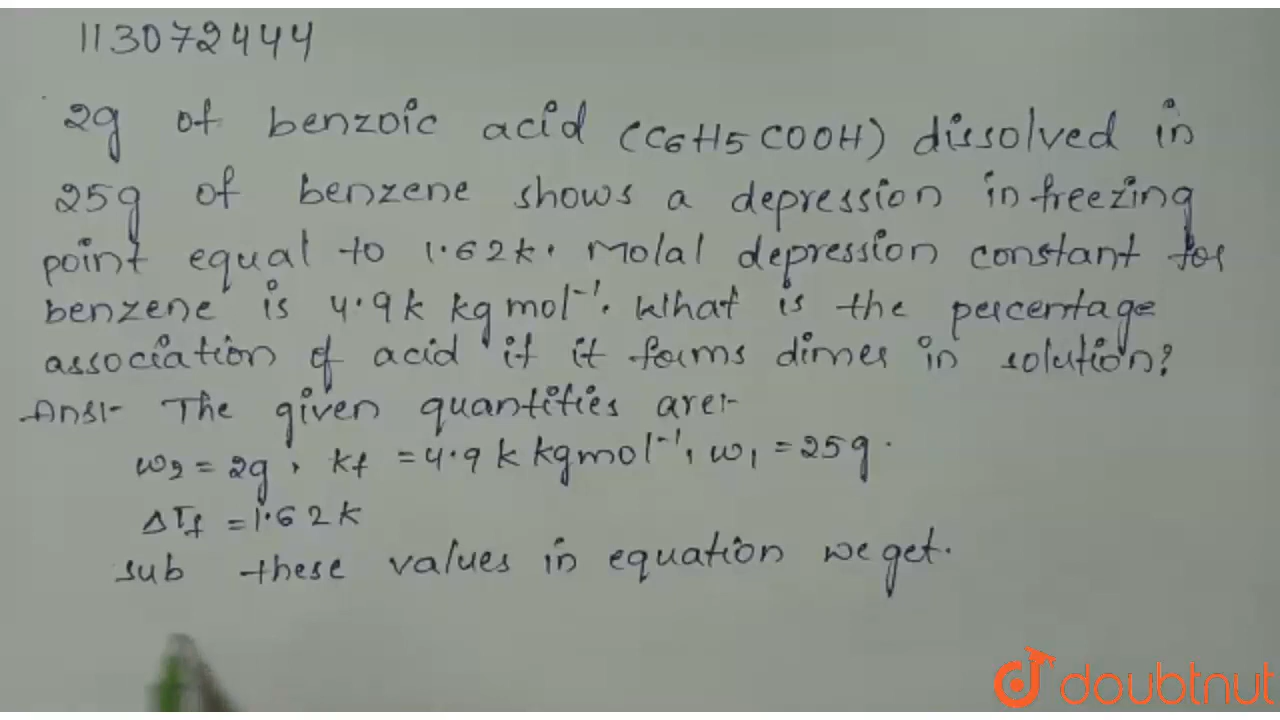 113072444
2g of benzoic acid (C6H5COOH) dissolved in
25g of benzene shows a depression in freezing
point equal to 1.62k. Molal depression constant for
benzene is 4.9k kg mol⁻¹. What is the percentage
association of acid if it forms dimer in solution?
Ans:- The given quantities are:-
w₂ = 2g, kf = 4.9 k kg mol⁻¹, w₁ = 25g.
ΔTf = 1.62k
sub these values in equation we get.
doubtnut